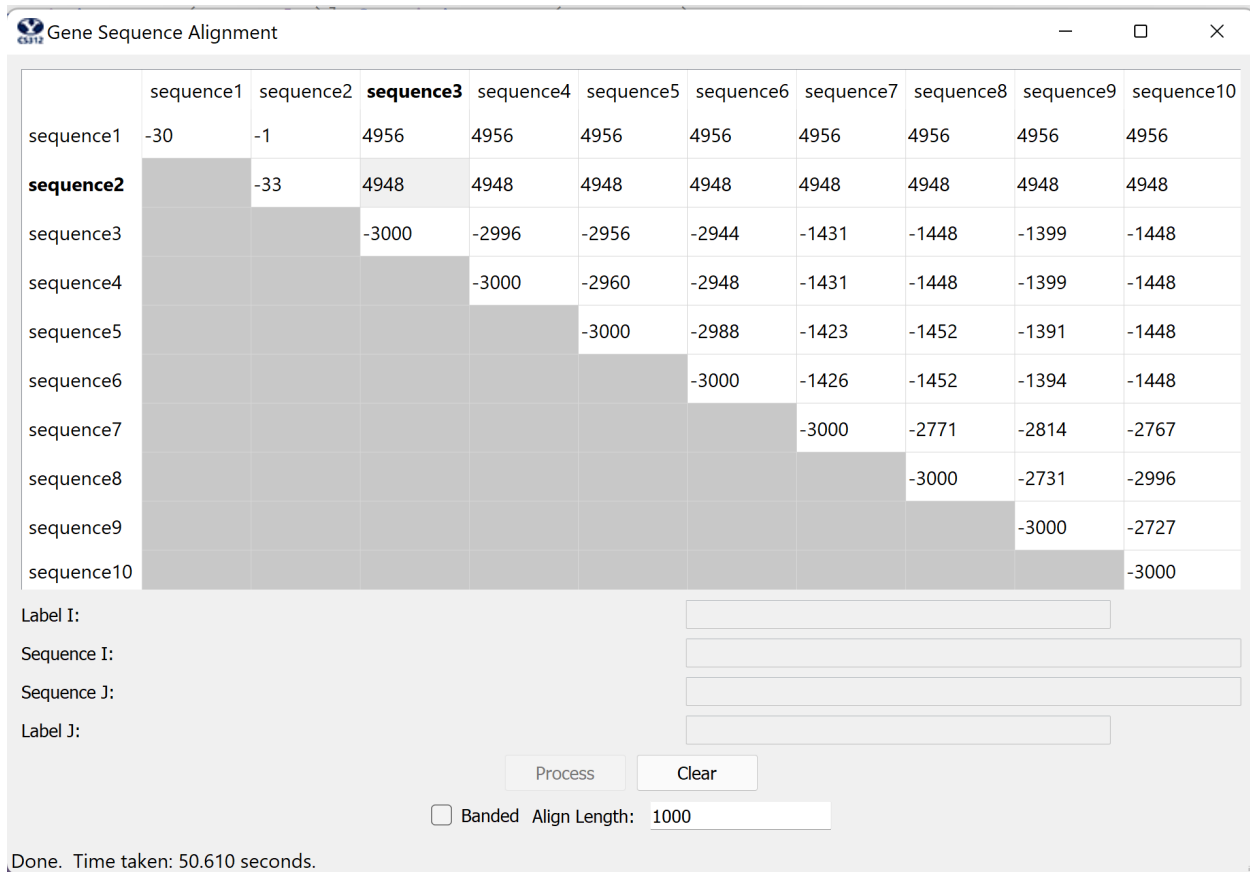 CS312 Gene Sequence Alignment
sequence1 sequence2 sequence3 sequence4 sequence5 sequence6 sequence7 sequence8 sequence9 sequence10
sequence1 -30 -1 4956 4956 4956 4956 4956 4956 4956 4956
sequence2 -33 4948 4948 4948 4948 4948 4948 4948 4948
sequence3 -3000 -2996 -2956 -2944 -1431 -1448 -1399 -1448
sequence4 -3000 -2960 -2948 -1431 -1448 -1399 -1448
sequence5 -3000 -2988 -1423 -1452 -1391 -1448
sequence6 -3000 -1426 -1452 -1394 -1448
sequence7 -3000 -2771 -2814 -2767
sequence8 -3000 -2731 -2996
sequence9 -3000 -2727
sequence10 -3000
Label I:
Sequence I:
Sequence J:
Label J:
Process Clear
Banded Align Length: 1000
Done. Time taken: 50.610 seconds.